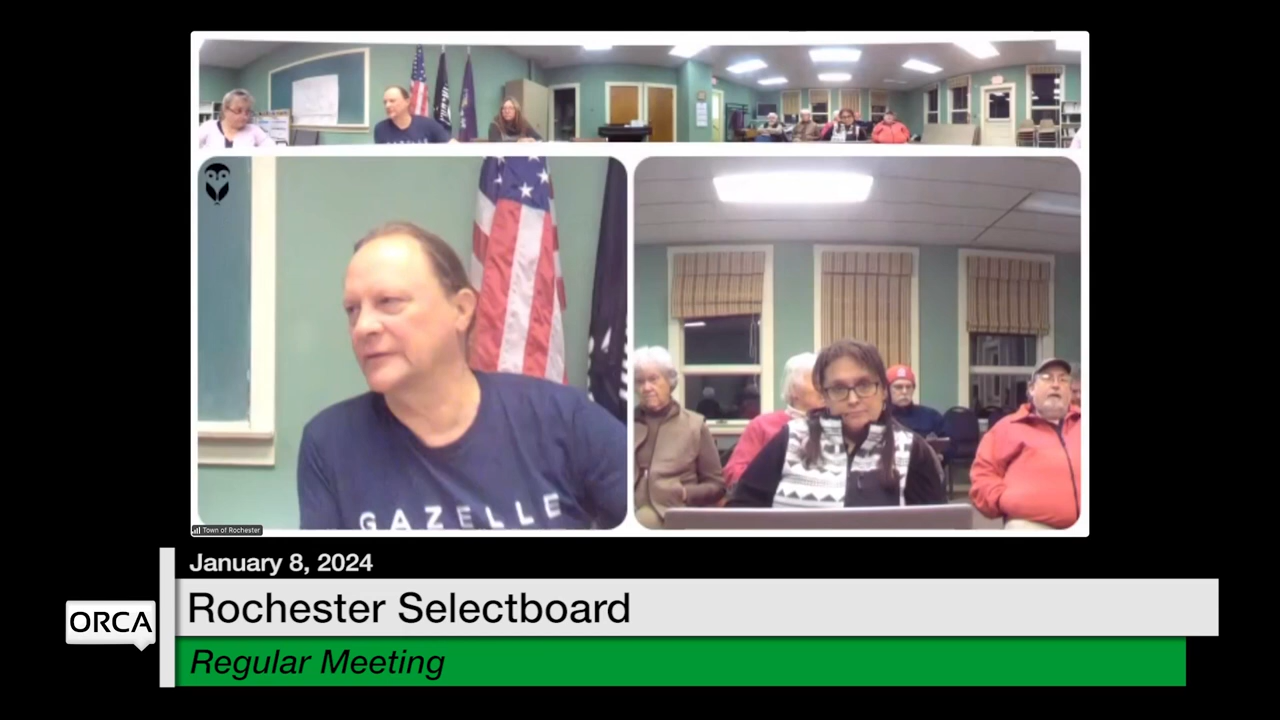 GAZELLE
Town of Rochester
January 8, 2024
Rochester Selectboard
ORCA
Regular Meeting